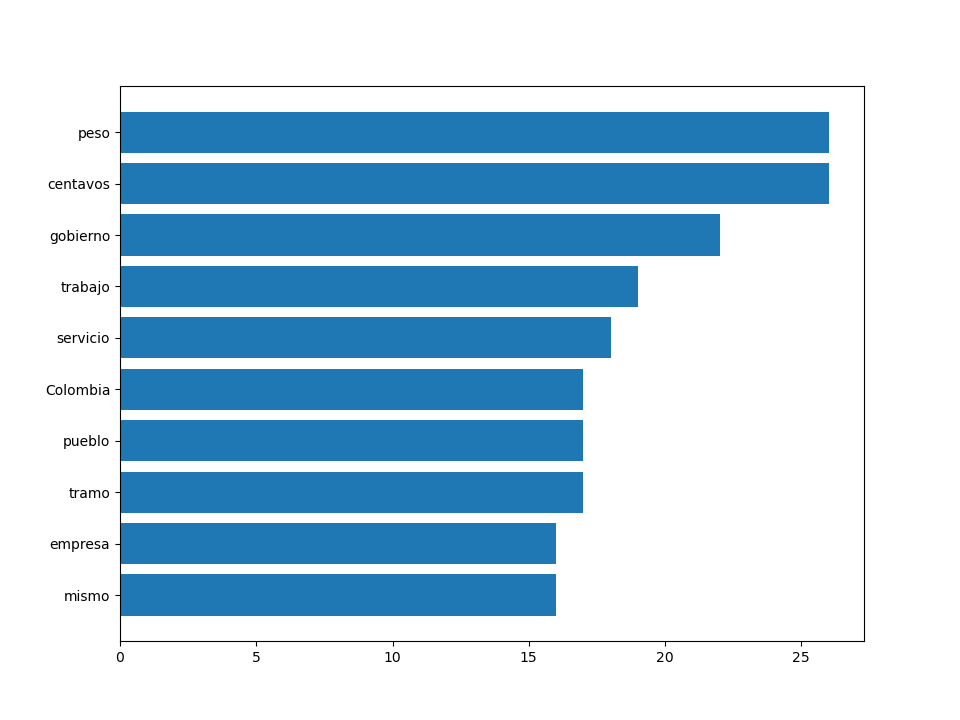 peso
centavos
gobierno
trabajo
servicio
Colombia
pueblo
tramo
empresa
mismo
0 5 10 15 20 25